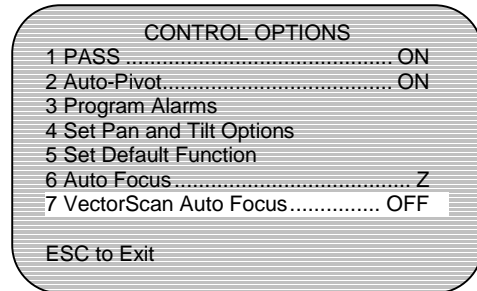 CONTROL OPTIONS
1 PASS ............................................ ON
2 Auto-Pivot...................................... ON
3 Program Alarms
4 Set Pan and Tilt Options
5 Set Default Function
6 Auto Focus....................................... Z
7 VectorScan Auto Focus............... OFF
ESC to Exit